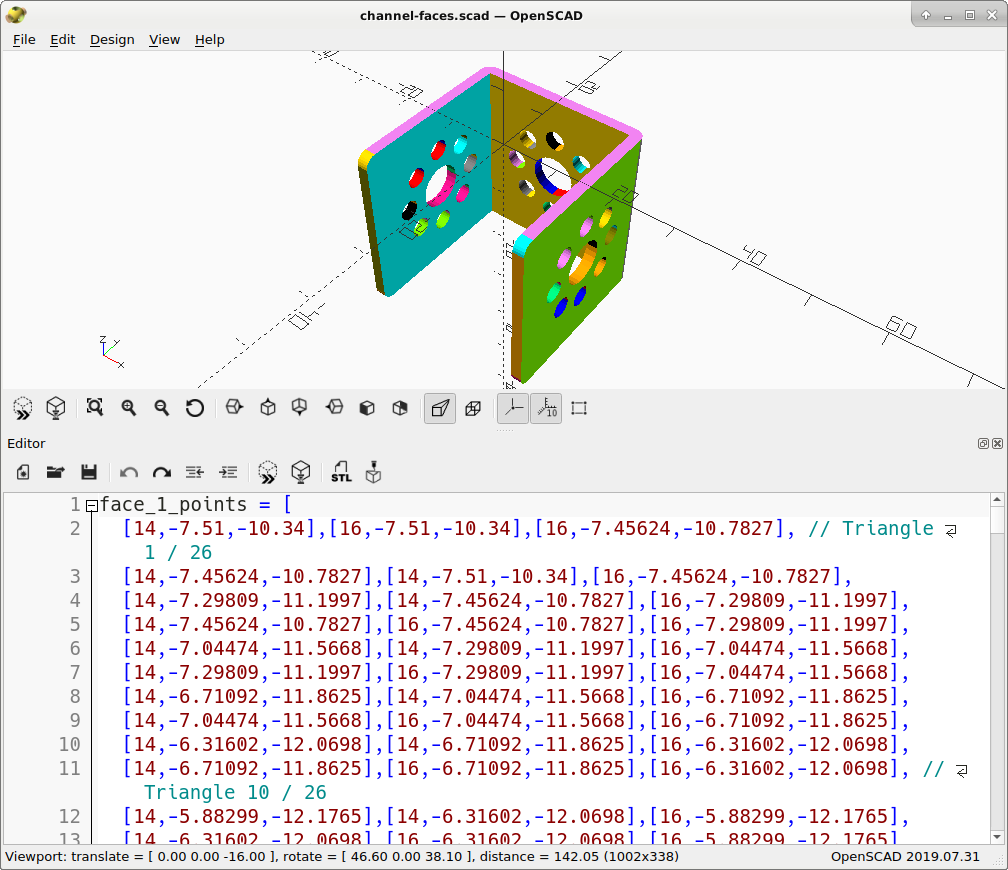 channel-faces.scad — OpenSCAD
File Edit Design View Help
20
40
60
Z
Y
X
10
STL
Editor
1 face_1_points = [
2 [14,-7.51,-10.34],[16,-7.51,-10.34],[16,-7.45624,-10.7827], // Triangle
1 / 26
3 [14,-7.45624,-10.7827],[14,-7.51,-10.34],[16,-7.45624,-10.7827],
4 [14,-7.29809,-11.1997],[14,-7.45624,-10.7827],[16,-7.29809,-11.1997],
5 [14,-7.45624,-10.7827],[16,-7.45624,-10.7827],[16,-7.29809,-11.1997],
6 [14,-7.04474,-11.5668],[14,-7.29809,-11.1997],[16,-7.04474,-11.5668],
7 [14,-7.29809,-11.1997],[16,-7.29809,-11.1997],[16,-7.04474,-11.5668],
8 [14,-6.71092,-11.8625],[14,-7.04474,-11.5668],[16,-6.71092,-11.8625],
9 [14,-7.04474,-11.5668],[16,-7.04474,-11.5668],[16,-6.71092,-11.8625],
10 [14,-6.31602,-12.0698],[14,-6.71092,-11.8625],[16,-6.31602,-12.0698],
11 [14,-6.71092,-11.8625],[16,-6.71092,-11.8625],[16,-6.31602,-12.0698], //
Triangle 10 / 26
12 [14,-5.88299,-12.1765],[14,-6.31602,-12.0698],[16,-5.88299,-12.1765],
13 [14,-6.31602,-12.0698],[16,-6.31602,-12.0698],[16,-5.88299,-12.1765],
Viewport: translate = [ 0.00 0.00 -16.00 ], rotate = [ 46.60 0.00 38.10 ], distance = 142.05 (1002x338)
OpenSCAD 2019.07.31